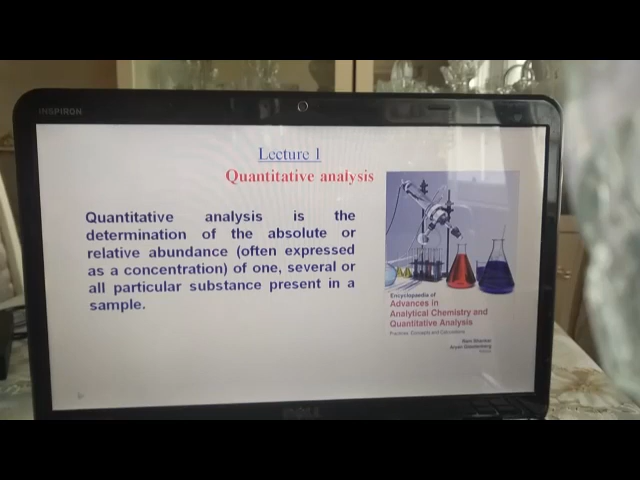 INSPIRON
Lecture 1
Quantitative analysis
Quantitative analysis is the
determination of the absolute or
relative abundance (often expressed
as a concentration) of one, several or
all particular substance present in a
sample.
Encyclopaedia of
Advances in
Analytical Chemistry and
Quantitative Analysis
DELL